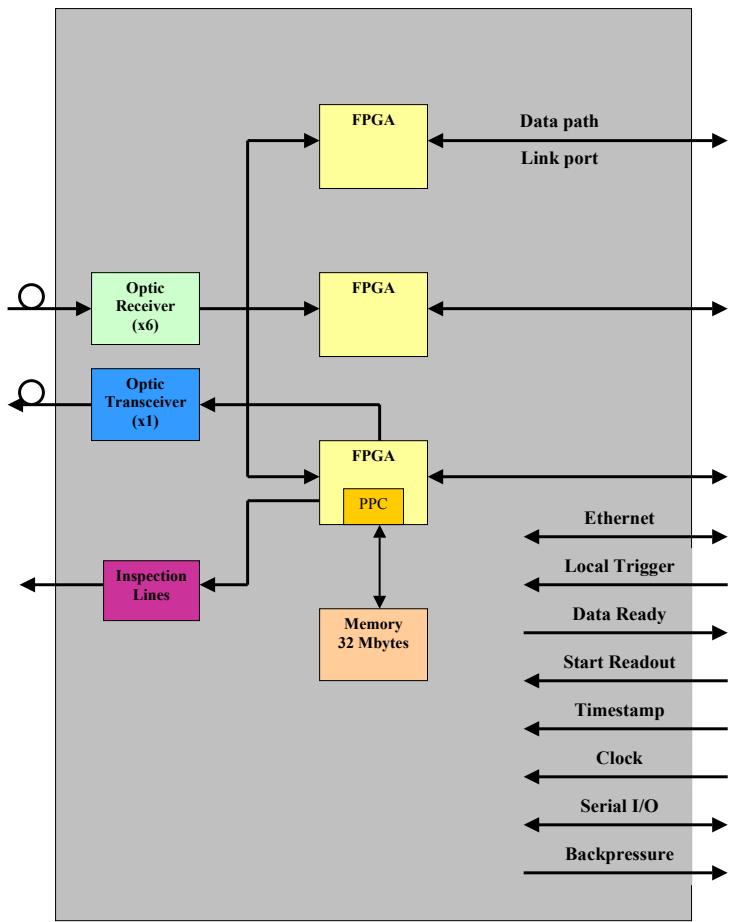 FPGA
Data path
Link port
Optic
Receiver
(x6)
FPGA
Optic
Transceiver
(x1)
FPGA
PPC
Ethernet
Inspection
Lines
Local Trigger
Data Ready
Memory
32 Mbytes
Start Readout
Timestamp
Clock
Serial I/O
Backpressure